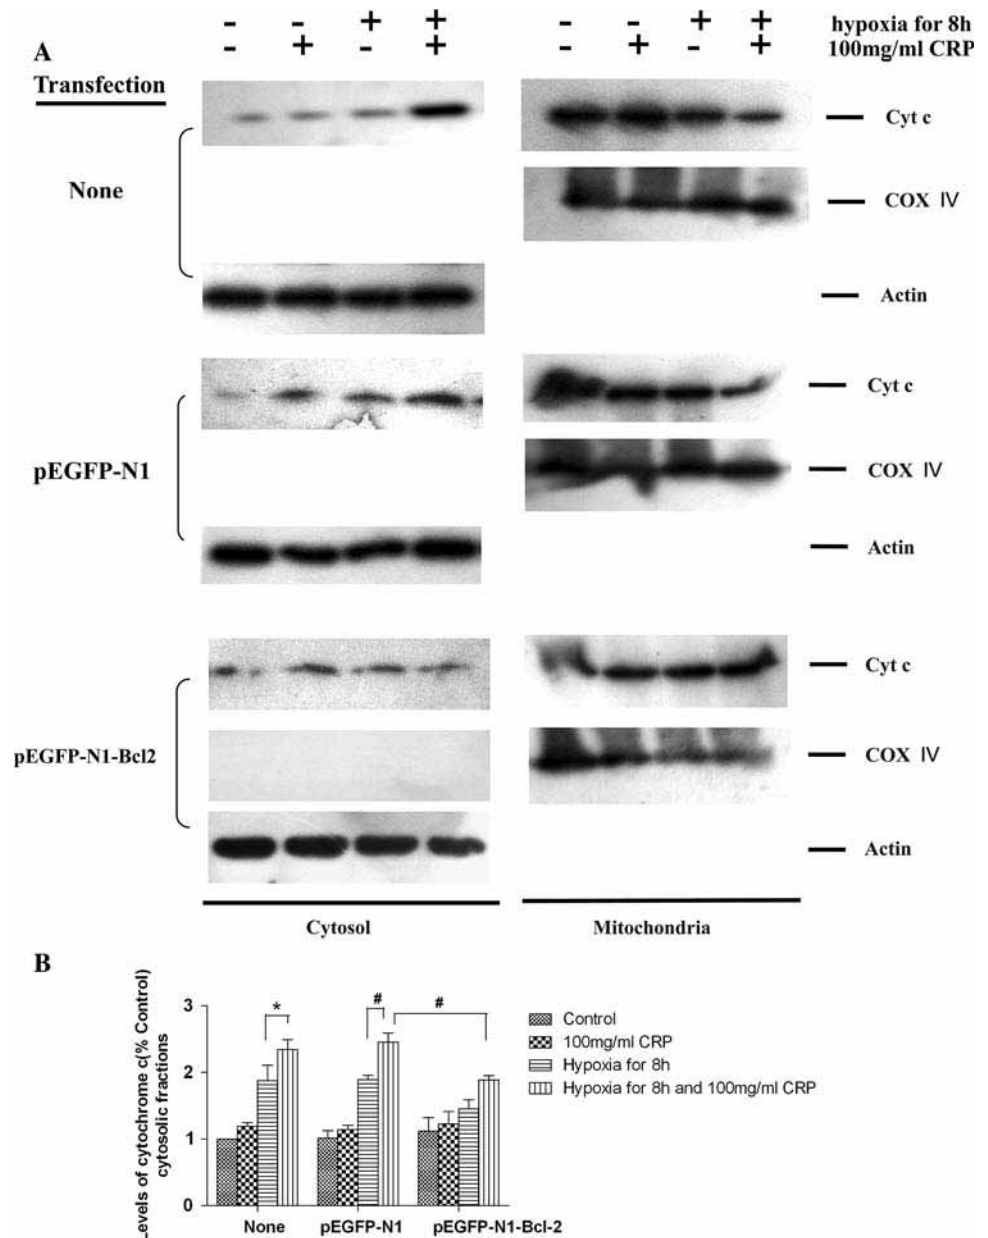 - - + + - - + + hypoxia for 8h
- + - + - + - + 100mg/ml CRP
A
Transfection
Cyt c
None
COX IV
Actin
Cyt c
pEGFP-N1
COX IV
Actin
Cyt c
pEGFP-N1-Bcl2
COX IV
Actin
Cytosol
Mitochondria
B
Levels of cytochrome c(% Control)
cytosolic fractions
3
2
1
0
*
#
#
Control
100mg/ml CRP
Hypoxia for 8h
Hypoxia for 8h and 100mg/ml CRP
None
pEGFP-N1
pEGFP-N1-Bcl-2